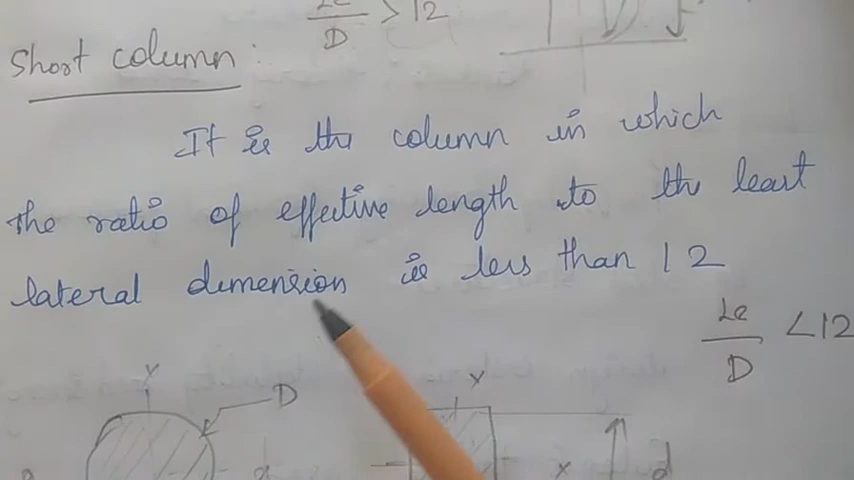 Le
D > 12
Short column :
It is the column in which
the ratio of effective length to the least
lateral dimension is less than 12
Le
D < 12
Y
D
X
x
x
d